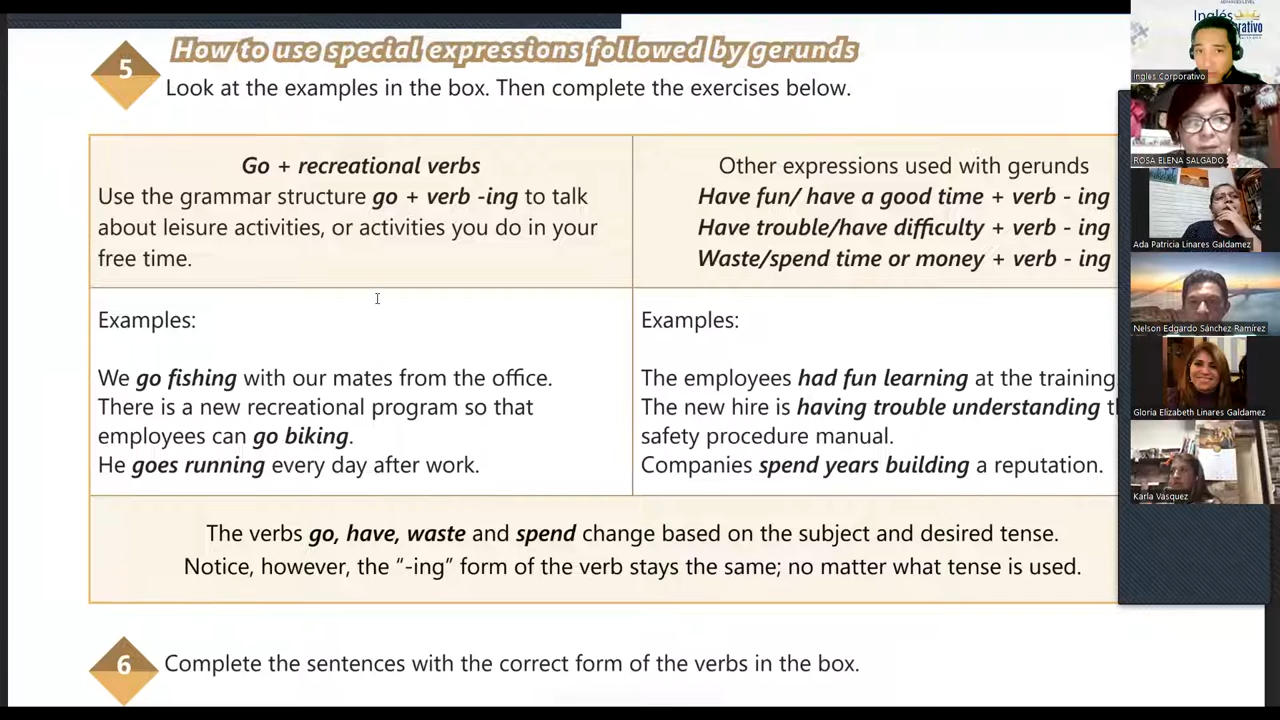 5
How to use special expressions followed by gerunds
Look at the examples in the box. Then complete the exercises below.
Go + recreational verbs
Use the grammar structure go + verb -ing to talk
about leisure activities, or activities you do in your
free time.
Other expressions used with gerunds
Have fun/ have a good time + verb - ing
Have trouble/have difficulty + verb - ing
Waste/spend time or money + verb - ing
Examples:
We go fishing with our mates from the office.
There is a new recreational program so that
employees can go biking.
He goes running every day after work.
Examples:
The employees had fun learning at the training.
The new hire is having trouble understanding
safety procedure manual.
Companies spend years building a reputation.
The verbs go, have, waste and spend change based on the subject and desired tense.
Notice, however, the “-ing” form of the verb stays the same; no matter what tense is used.
6
Complete the sentences with the correct form of the verbs in the box.
Inglés
Ingles Corporativo
ROSA ELENA SALGADO
Ada Patricia Linares Galdamez
Nelson Edgardo Sánchez Ramírez
Gloria Elizabeth Linares Galdamez
Karla Vasquez